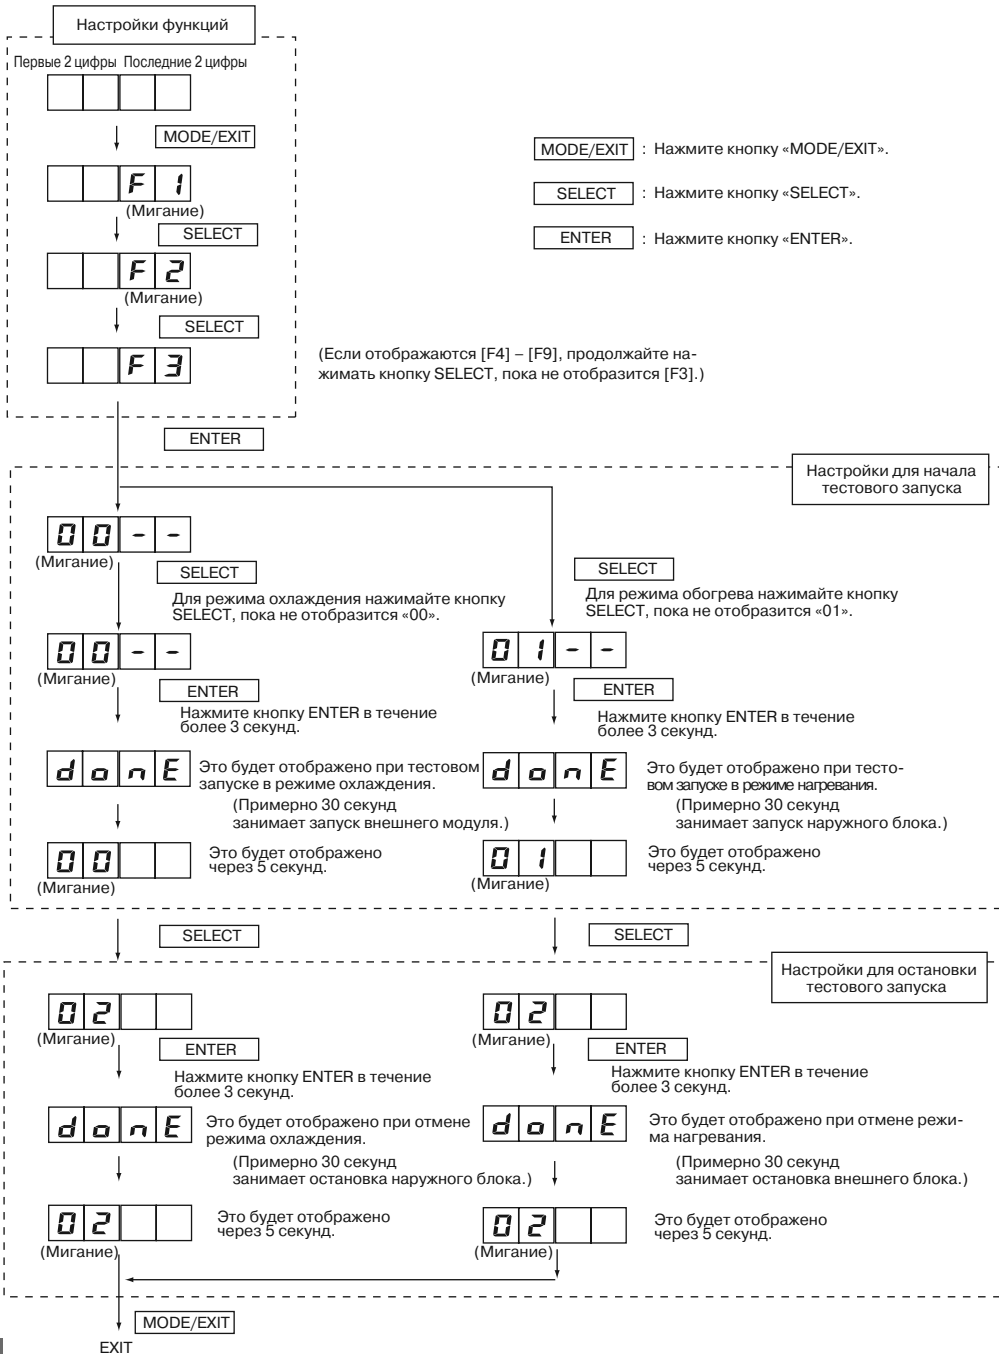 Настройки функций
Первые 2 цифры Последние 2 цифры
MODE/EXIT
F 1
(Мигание)
SELECT
F 2
(Мигание)
SELECT
F 3
MODE/EXIT : Нажмите кнопку «MODE/EXIT».
SELECT : Нажмите кнопку «SELECT».
ENTER : Нажмите кнопку «ENTER».
(Если отображаются [F4] – [F9], продолжайте на-
жимать кнопку SELECT, пока не отобразится [F3].)
ENTER
Настройки для начала
тестового запуска
0 0 - -
(Мигание)
SELECT
Для режима охлаждения нажимайте кнопку
SELECT, пока не отобразится «00».
0 0 - -
(Мигание)
ENTER
Нажмите кнопку ENTER в течение
более 3 секунд.
d o n E
Это будет отображено при тестовом
запуске в режиме охлаждения.
(Примерно 30 секунд
занимает запуск внешнего модуля.)
0 0
Это будет отображено
через 5 секунд.
(Мигание)
SELECT
SELECT
Для режима обогрева нажимайте кнопку
SELECT, пока не отобразится «01».
0 1 - -
(Мигание)
ENTER
Нажмите кнопку ENTER в течение
более 3 секунд.
d o n E
Это будет отображено при тесто-
вом запуске в режиме нагревания.
(Примерно 30 секунд
занимает запуск наружного блока.)
0 1
Это будет отображено
через 5 секунд.
(Мигание)
SELECT
Настройки для остановки
тестового запуска
0 2
(Мигание)
ENTER
Нажмите кнопку ENTER в течение
более 3 секунд.
d o n E
Это будет отображено при отмене
режима охлаждения.
(Примерно 30 секунд
занимает остановка наружного блока.)
0 2
Это будет отображено
через 5 секунд.
(Мигание)
0 2
(Мигание)
ENTER
Нажмите кнопку ENTER в течение
более 3 секунд.
d o n E
Это будет отображено при отмене режи-
ма нагревания.
(Примерно 30 секунд
занимает остановка внешнего блока.)
0 2
Это будет отображено
через 5 секунд.
(Мигание)
MODE/EXIT
EXIT